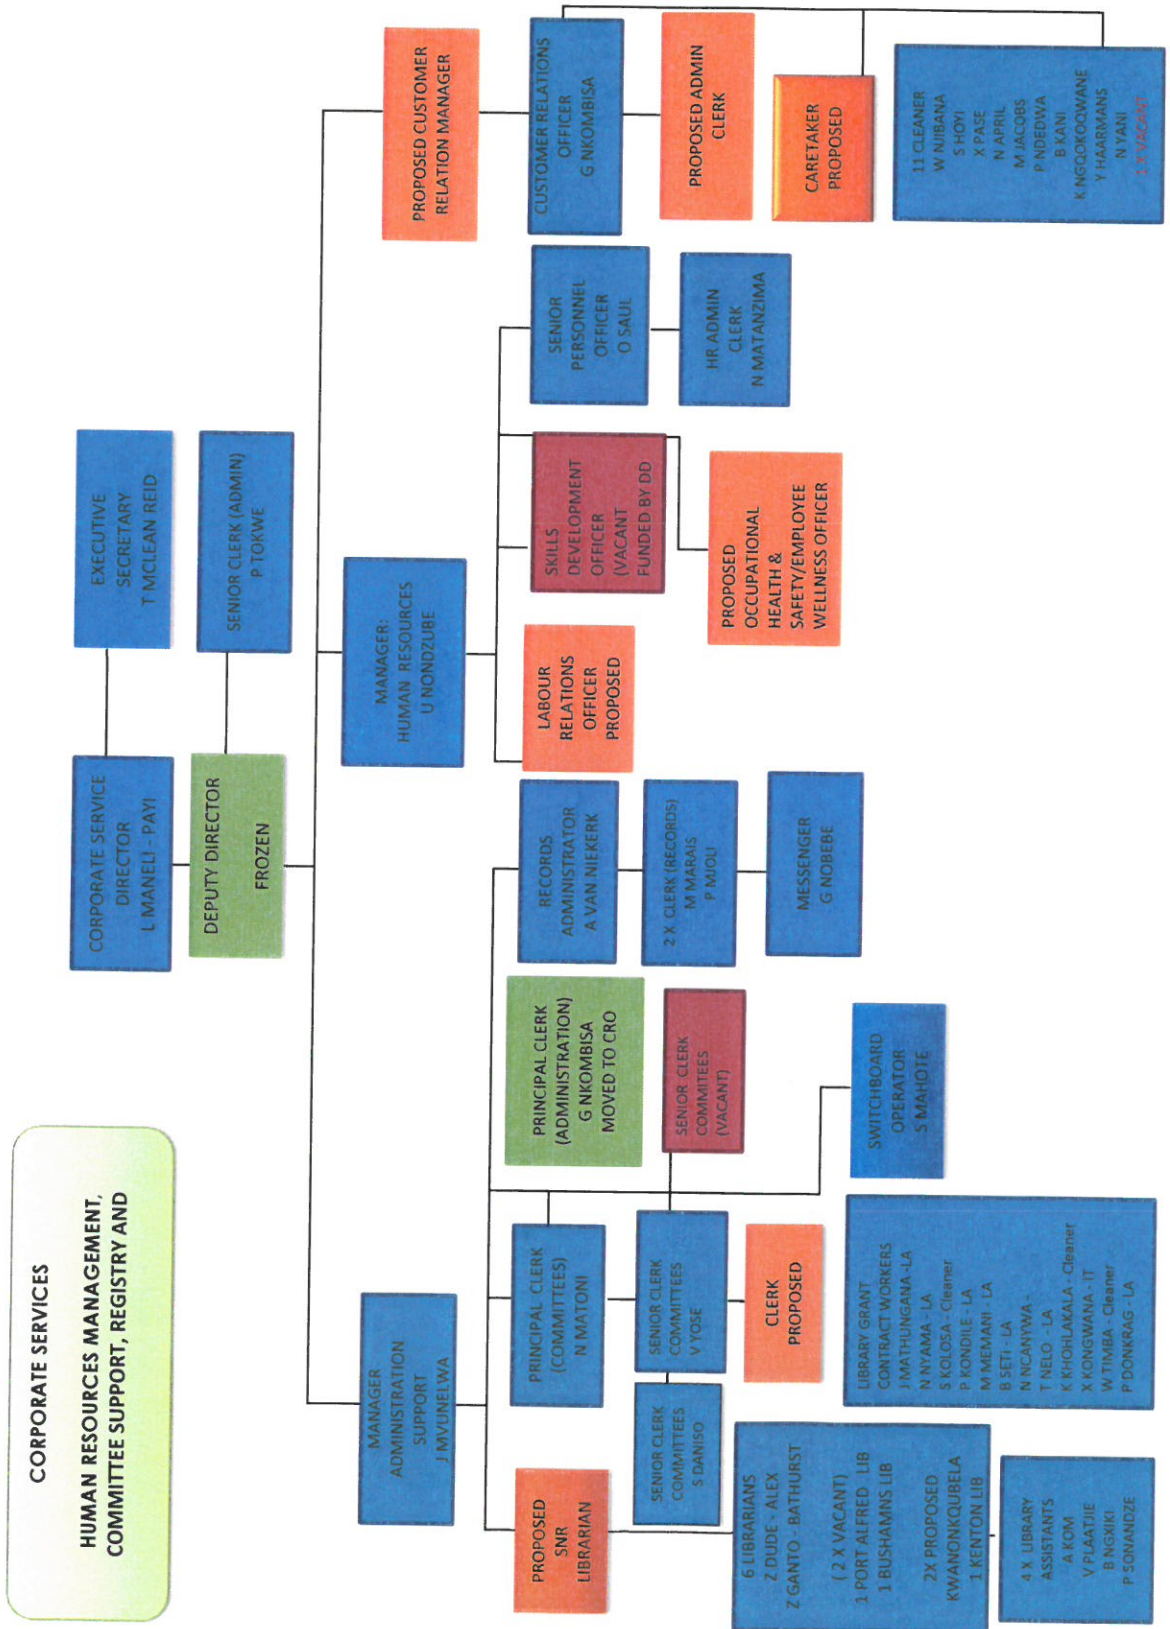 CORPORATE SERVICES
HUMAN RESOURCES MANAGEMENT,
COMMITTEE SUPPORT, REGISTRY AND
CORPORATE SERVICE
DIRECTOR
L MANELI - PAYI
EXECUTIVE
SECRETARY
T MCLEAN REID
DEPUTY DIRECTOR
FROZEN
SENIOR CLERK (ADMIN)
P TOKWE
MANAGER
ADMINISTRATION
SUPPORT
J MVUNELWA
MANAGER:
HUMAN RESOURCES
U NONDZUBE
PROPOSED CUSTOMER
RELATION MANAGER
PROPOSED
SNR
LIBRARIAN
6 LIBRARIANS
Z DUDE - ALEX
Z GANTO - BATHURST
( 2 X VACANT)
1 PORT ALFRED LIB
1 BUSHAMNS LIB
2X PROPOSED
KWANONKQUBELA
1 KENTON LIB
4 X LIBRARY
ASSISTANTS
A KOM
V PLAATJIE
B NGXIKI
P SONANDZE
PRINCIPAL CLERK
(COMMITTEES)
N MATONI
SENIOR CLERK
COMMITTEES
S DANISO
SENIOR CLERK
COMMITTEES
V YOSE
CLERK
PROPOSED
LIBRARY GRANT
CONTRACT WORKERS
J MATHUNGANA -LA
N NYAMA - LA
S KOLOSA - Cleaner
P KONDILE - LA
M MEMANI - LA
B SETI - LA
N NCANYWA -
T NELO - LA
K KHOHLAKALA - Cleaner
X KONGWANA - IT
W TIMBA - Cleaner
P DONKRAG - LA
PRINCIPAL CLERK
(ADMINISTRATION)
G NKOMBISA
MOVED TO CRO
SENIOR CLERK
COMMITEES
(VACANT)
SWITCHBOARD
OPERATOR
S MAHOTE
RECORDS
ADMINISTRATOR
A VAN NIEKERK
2 X CLERK (RECORDS)
M MARAIS
P MJOLI
MESSENGER
G NOBEBE
LABOUR
RELATIONS
OFFICER
PROPOSED
SKILLS
DEVELOPMENT
OFFICER
(VACANT
FUNDED BY DD
PROPOSED
OCCUPATIONAL
HEALTH &
SAFETY/EMPLOYEE
WELLNESS OFFICER
SENIOR
PERSONNEL
OFFICER
O SAUL
HR ADMIN
CLERK
N MATANZIMA
CUSTOMER RELATIONS
OFFICER
G NKOMBISA
PROPOSED ADMIN
CLERK
CARETAKER
PROPOSED
11 CLEANER
W NJIBANA
S HOYI
X PASE
N APRIL
M JACOBS
P NDEDWA
B KANI
K NGQOKOQWANE
Y HAARMANS
N YANI
1 X VACANT